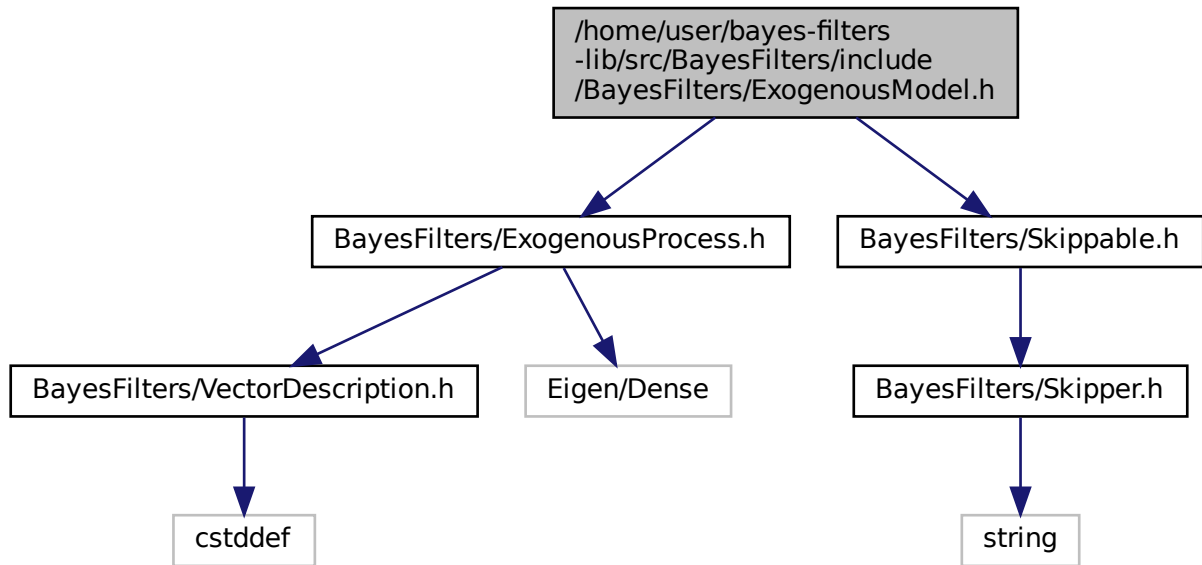 /home/user/bayes-filters
-lib/src/BayesFilters/include
/BayesFilters/ExogenousModel.h
BayesFilters/ExogenousProcess.h
BayesFilters/Skippable.h
BayesFilters/VectorDescription.h
Eigen/Dense
BayesFilters/Skipper.h
cstddef
string